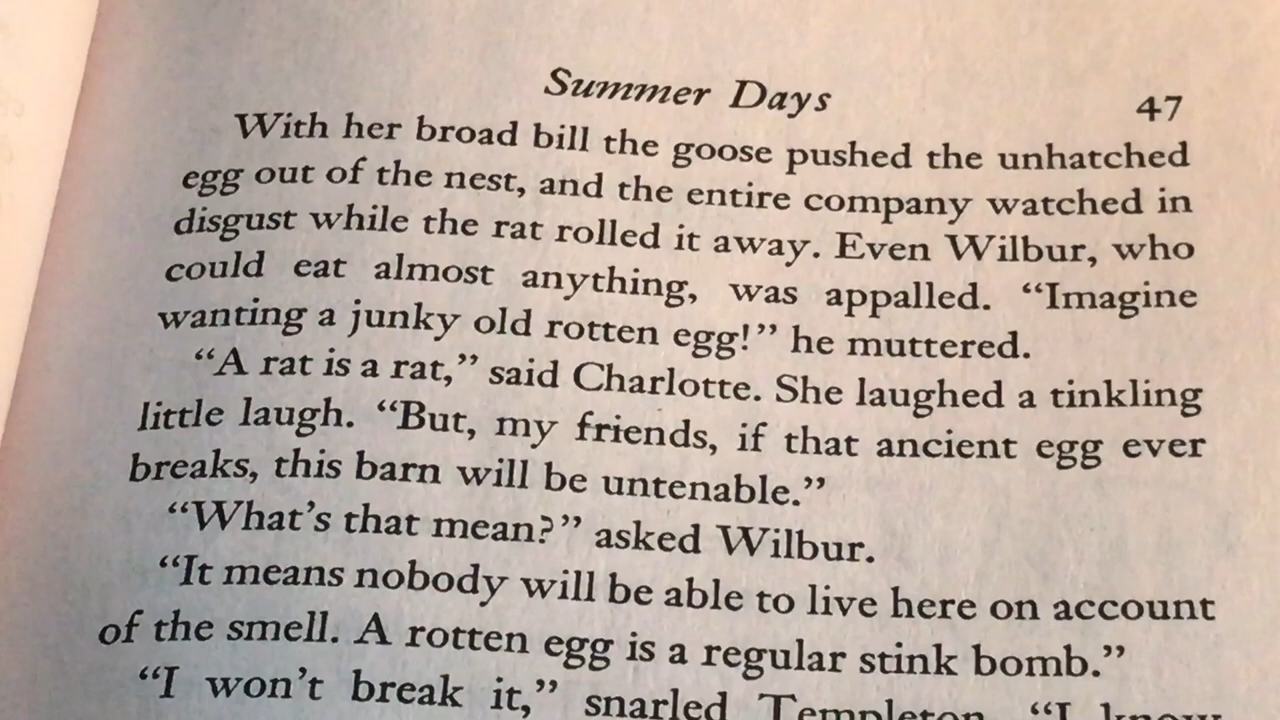 Summer Days 47
With her broad bill the goose pushed the unhatched
egg out of the nest, and the entire company watched in
disgust while the rat rolled it away. Even Wilbur, who
could eat almost anything, was appalled. “Imagine
wanting a junky old rotten egg!” he muttered.
“A rat is a rat,” said Charlotte. She laughed a tinkling
little laugh. “But, my friends, if that ancient egg ever
breaks, this barn will be untenable.”
“What’s that mean?” asked Wilbur.
“It means nobody will be able to live here on account
of the smell. A rotten egg is a regular stink bomb.”
“I won’t break it,” snarled Templeton. “I know